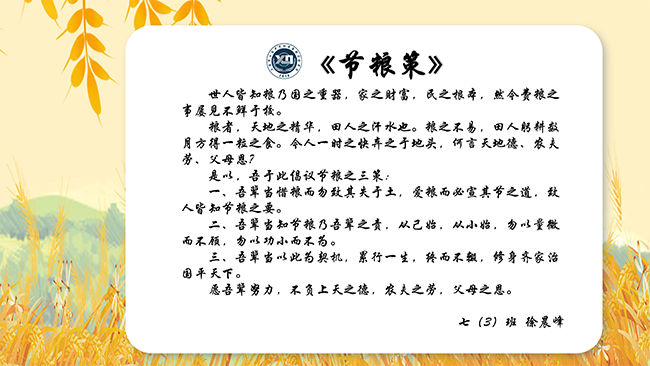 《节粮策》
世人皆知粮乃国之重器，家之财富，民之根本，然今费粮之
事屡见不鲜于校。
粮者，天地之精华，田人之汗水也。粮之不易，田人躬耕数
月方得一粒之食。今人一时之快弃之于地头，何言天地德、农夫
劳、父母恩？
是以，吾于此倡议节粮之三策：
一、吾辈当惜粮而勿致其失于土，爱粮而必宣其节之道，致
人皆知节粮之要。
二、吾辈当知节粮乃吾辈之责，从己始，从小始，勿以量微
而不顾，勿以功小而不为。
三、吾辈当以此为契机，累行一生，终而不辍，修身齐家治
国平天下。
愿吾辈努力，不负上天之德，农夫之劳，父母之恩。
七（3）班 徐晨峰